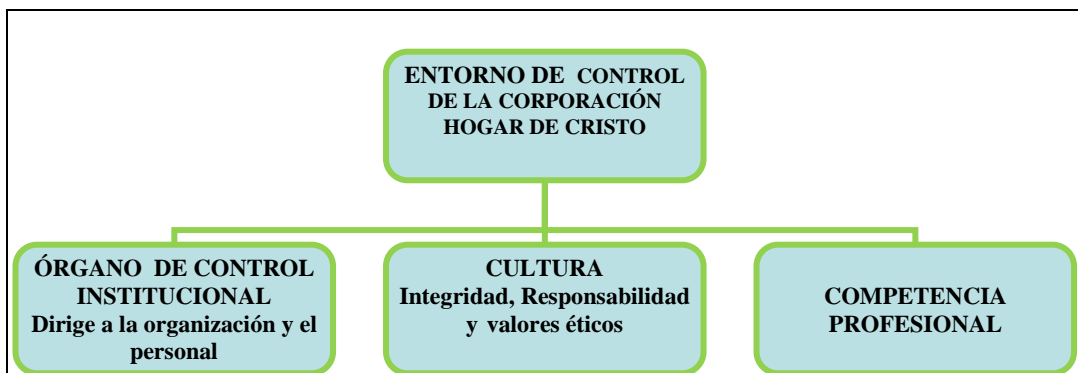 ENTORNO DE CONTROL
DE LA CORPORACIÓN
HOGAR DE CRISTO
ÓRGANO DE CONTROL
INSTITUCIONAL
Dirige a la organización y el
personal
CULTURA
Integridad, Responsabilidad
y valores éticos
COMPETENCIA
PROFESIONAL